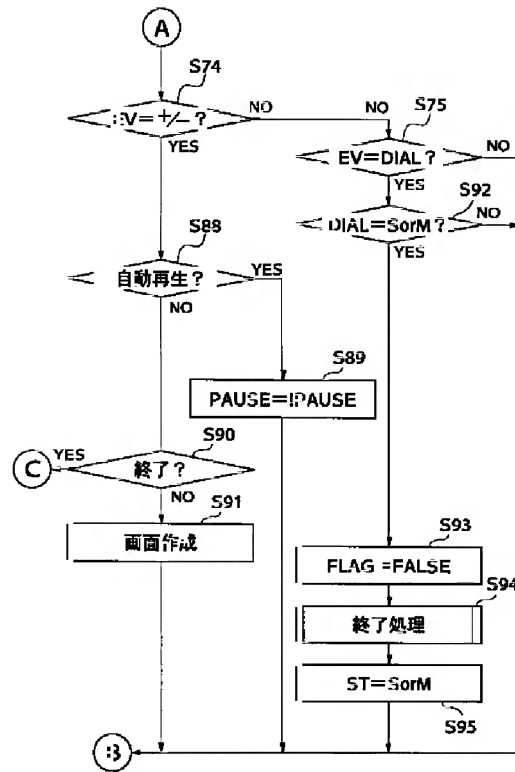 A
S74
EV=+/-?
NO
NO
S75
YES
EV=DIAL?
NO
YES
S92
DIAL=SorM?
NO
S88
YES
自動再生?
YES
NO
S89
PAUSE=!PAUSE
S90
YES
C
終了?
NO
S91
画面作成
S93
FLAG =FALSE
S94
終了処理
ST=SorM
S95
B